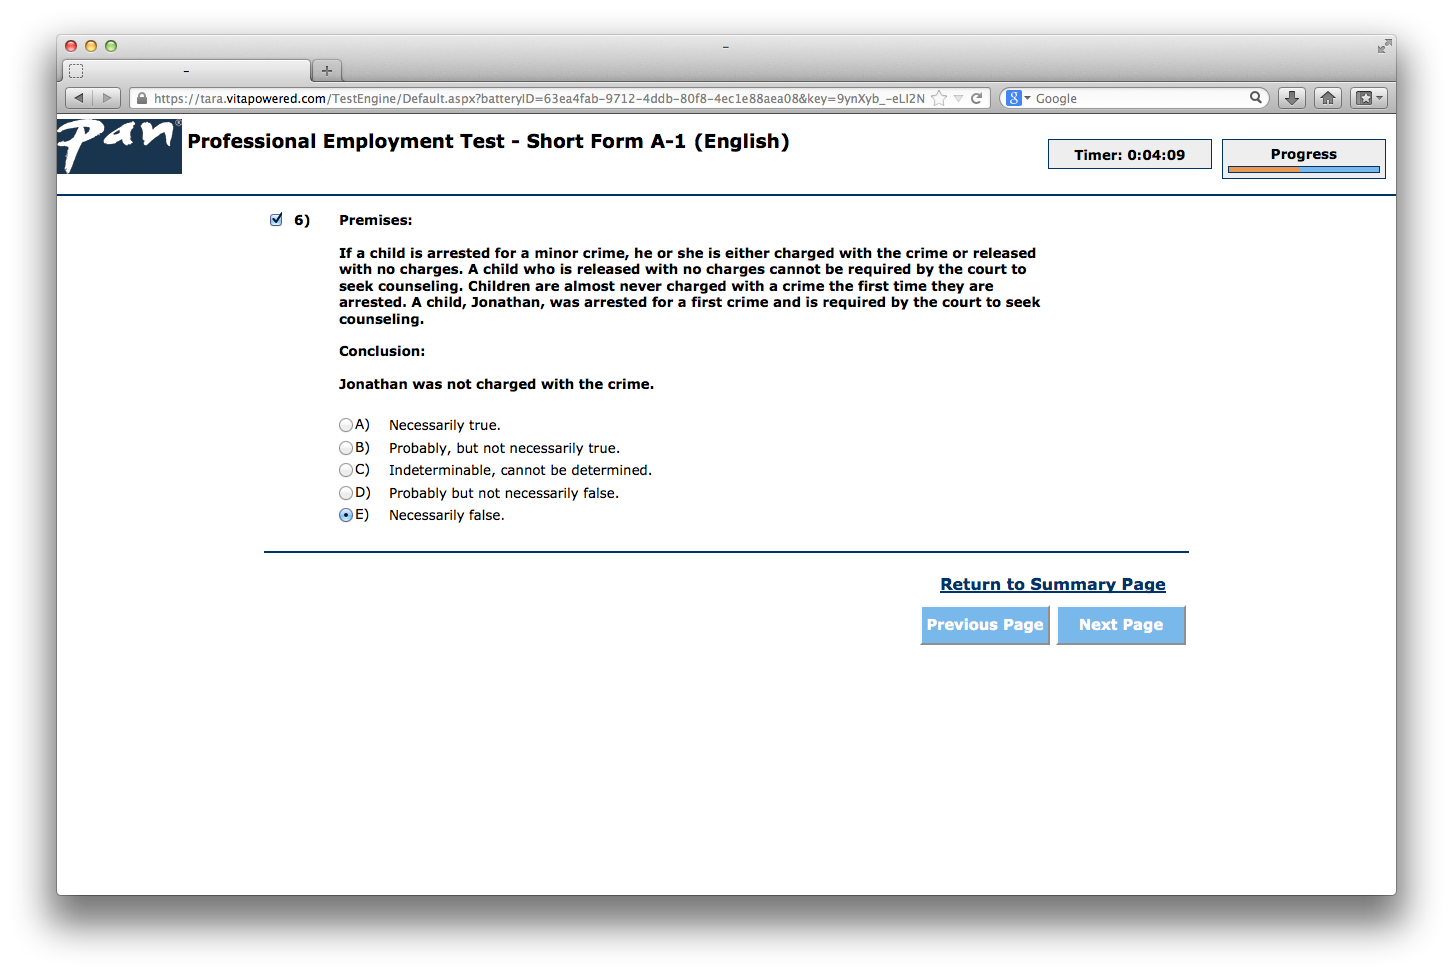 –
–
https://tara.vitapowered.com/TestEngine/Default.aspx?batteryID=63ea4fab-9712-4ddb-80f8-4ec1e88aea08&key=9ynXyb_-eLI2N
8 Google
pan®
Professional Employment Test - Short Form A-1 (English)
Timer: 0:04:09
Progress
6) Premises:
If a child is arrested for a minor crime, he or she is either charged with the crime or released
with no charges. A child who is released with no charges cannot be required by the court to
seek counseling. Children are almost never charged with a crime the first time they are
arrested. A child, Jonathan, was arrested for a first crime and is required by the court to seek
counseling.
Conclusion:
Jonathan was not charged with the crime.
A) Necessarily true.
B) Probably, but not necessarily true.
C) Indeterminable, cannot be determined.
D) Probably but not necessarily false.
E) Necessarily false.
Return to Summary Page
Previous Page
Next Page